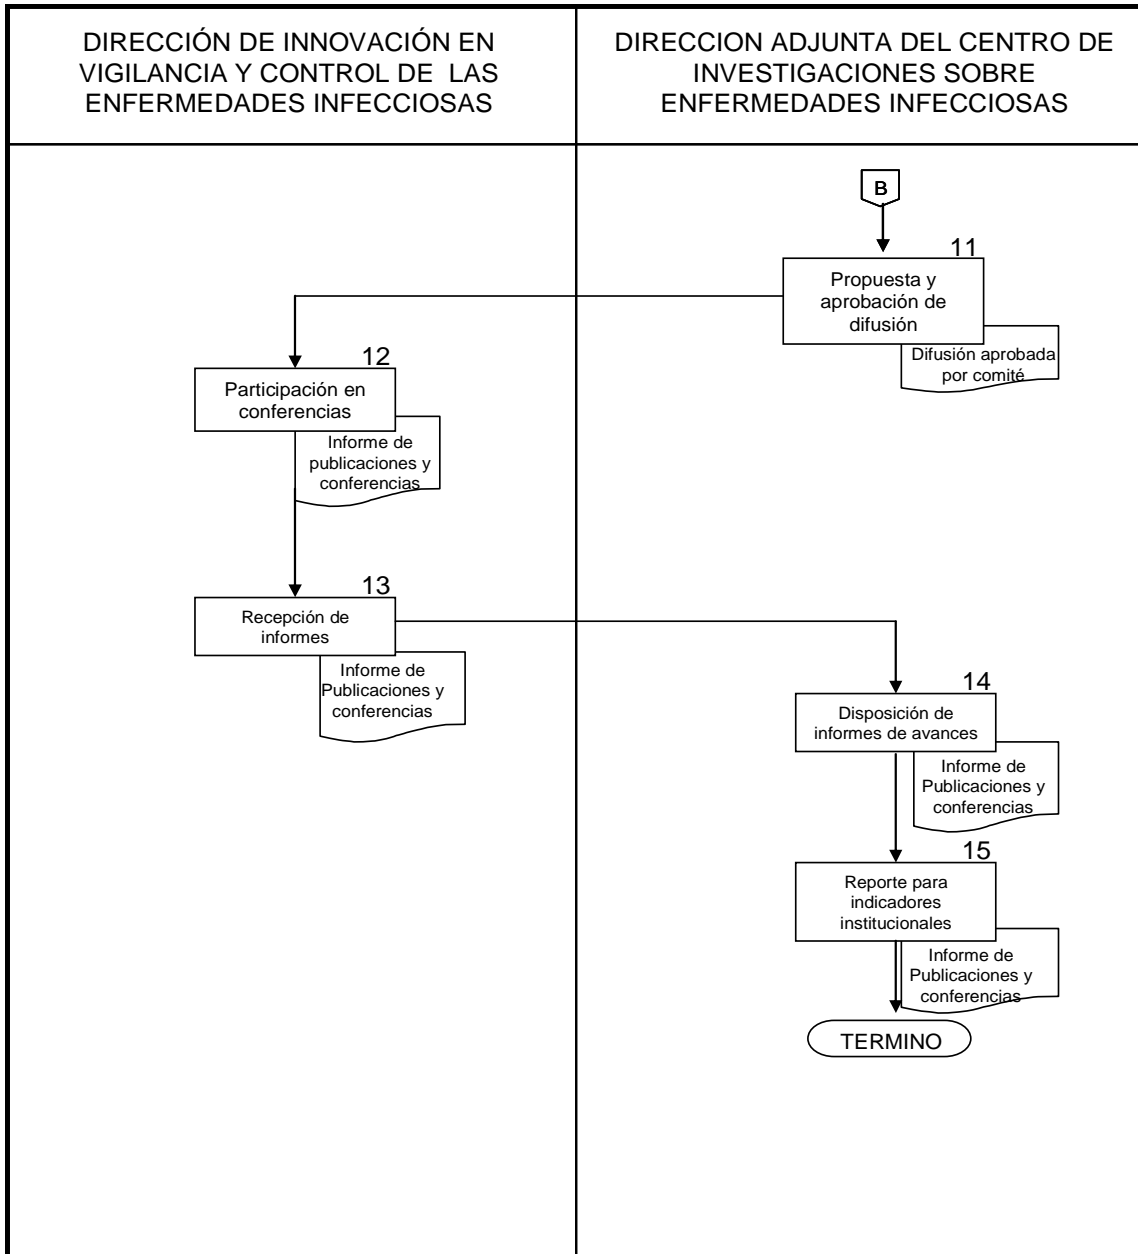 DIRECCIÓN DE INNOVACIÓN EN
VIGILANCIA Y CONTROL DE LAS
ENFERMEDADES INFECCIOSAS
DIRECCION ADJUNTA DEL CENTRO DE
INVESTIGACIONES SOBRE
ENFERMEDADES INFECCIOSAS
B
11
Propuesta y
aprobación de
difusión
Difusión aprobada
por comité
12
Participación en
conferencias
Informe de
publicaciones y
conferencias
13
Recepción de
informes
Informe de
Publicaciones y
conferencias
14
Disposición de
informes de avances
Informe de
Publicaciones y
conferencias
15
Reporte para
indicadores
institucionales
Informe de
Publicaciones y
conferencias
TERMINO